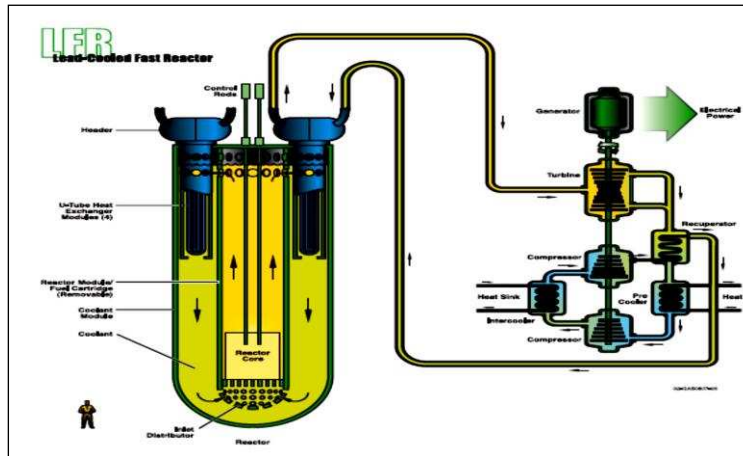 LFR
Lead-Cooled Fast Reactor
Control
Rods
Header
Generator
Electrical
Power
Turbine
U-Tube Heat
Exchanger
Modules (4)
Recuperator
Compressor
Reactor Module/
Fuel Cartridge
(Removable)
Heat Sink
Pre
Cooler
Heat
Coolant
Module
Intercooler
Coolant
Compressor
Reactor
Core
Inlet
Distributor
Reactor